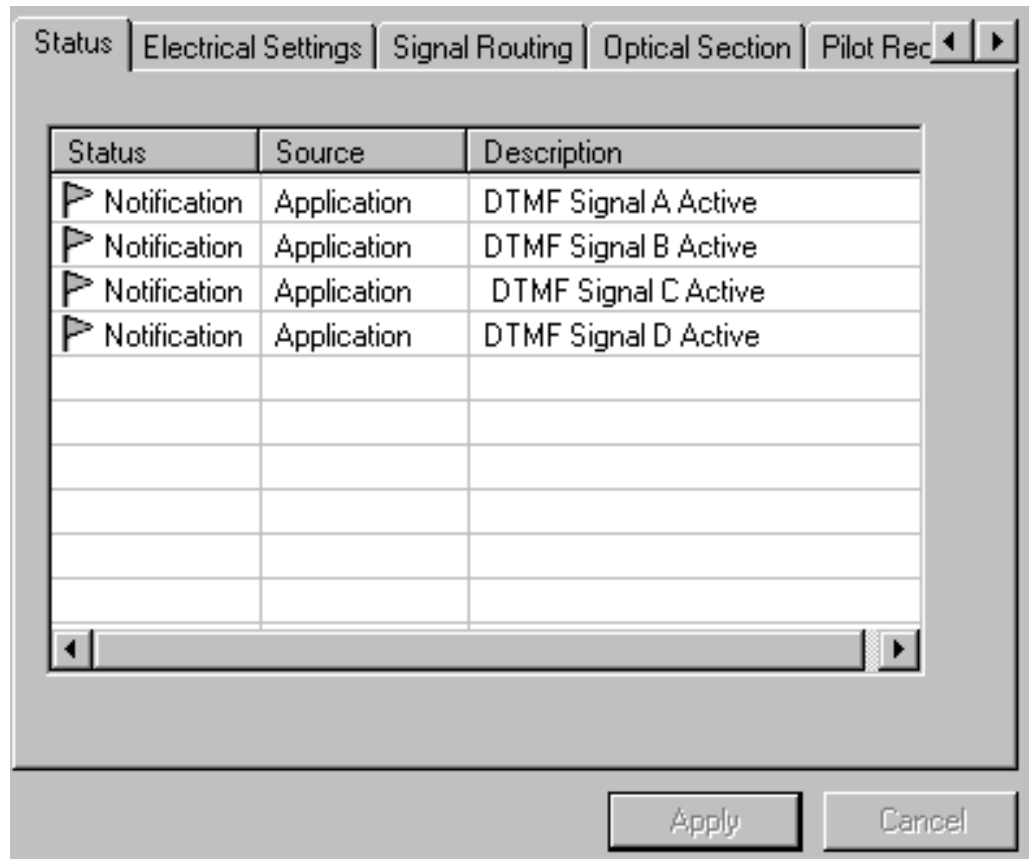 Status Electrical Settings Signal Routing Optical Section Pilot Rec
Status Source Description
Notification Application DTMF Signal A Active
Notification Application DTMF Signal B Active
Notification Application DTMF Signal C Active
Notification Application DTMF Signal D Active
Apply Cancel